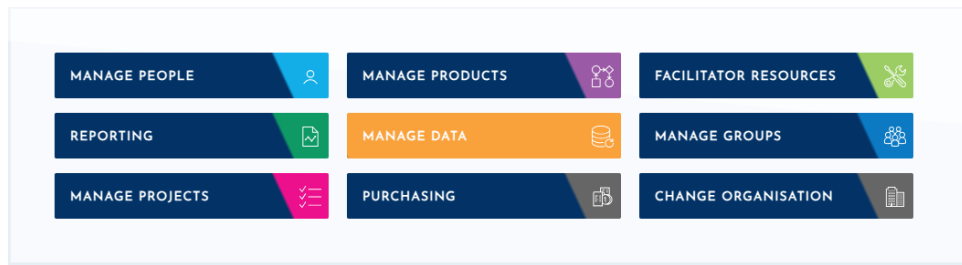 MANAGE PEOPLE
MANAGE PRODUCTS
FACILITATOR RESOURCES
REPORTING
MANAGE DATA
MANAGE GROUPS
MANAGE PROJECTS
PURCHASING
CHANGE ORGANISATION